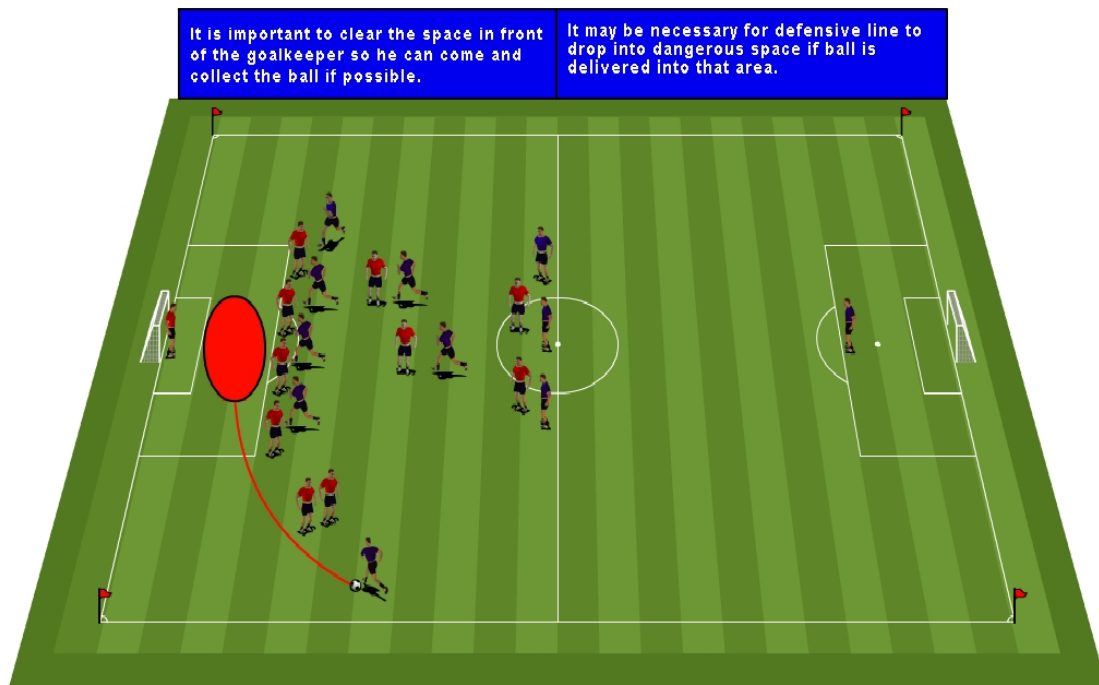 It is important to clear the space in front
of the goalkeeper so he can come and
collect the ball if possible.
It may be necessary for defensive line to
drop into dangerous space if ball is
delivered into that area.